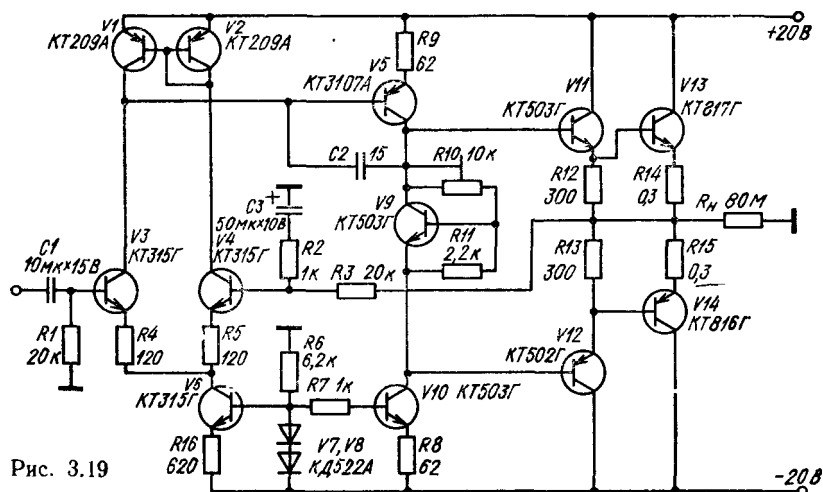 V1
КТ209А
V2
КТ209А
R9
62
V5
КТ3107А
+20В
V11
КТ503Г
V13
КТ817Г
C2
15
R10 10к
R12
300
R14
0,3
Rн 8Ом
C3
+
50мк×10В
V9
КТ503Г
R11
2,2к
C1
10мк×15В
V3
КТ315Г
V4
КТ315Г
R2
1к
R3 20к
R13
300
R15
0,3
V14
КТ816Г
R1
20к
R4
120
R5
120
R6
6,2к
V12
КТ502Г
V6
КТ315Г
R7 1к
V10 КТ503Г
R16
620
V7, V8
КД522А
R8
62
Рис. 3.19
−20В